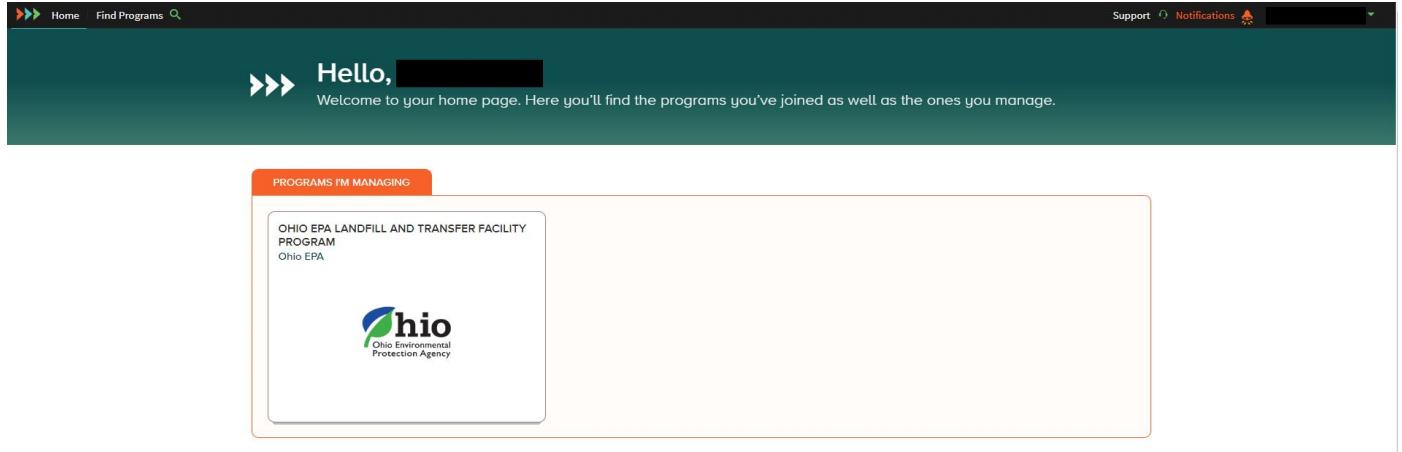 Home Find Programs Support Notifications
Hello,
Welcome to your home page. Here you'll find the programs you've joined as well as the ones you manage.
PROGRAMS I'M MANAGING
OHIO EPA LANDFILL AND TRANSFER FACILITY
PROGRAM
Ohio EPA
Ohio
Ohio Environmental
Protection Agency